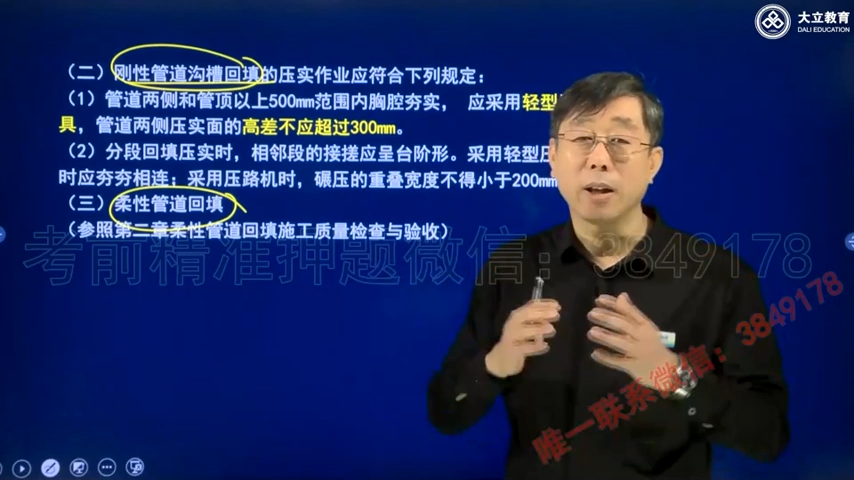 大立教育
DALI EDUCATION
（二）刚性管道沟槽回填的压实作业应符合下列规定：
（1）管道两侧和管顶以上500mm范围内胸腔夯实， 应采用轻型
具，管道两侧压实面的高差不应超过300mm。
（2）分段回填压实时，相邻段的接搓应呈台阶形。采用轻型压
时应夯夯相连；采用压路机时，碾压的重叠宽度不得小于200mm
（三）柔性管道回填
（参照第二章柔性管道回填施工质量检查与验收）
考前精准押题微信：3849178
唯一联系微信：3849178